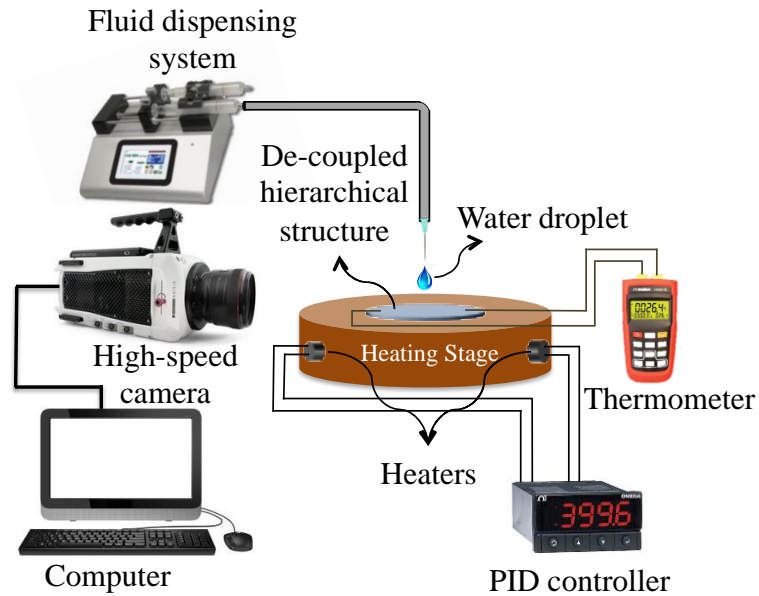 Fluid dispensing
system
De-coupled
hierarchical
structure
Water droplet
Heating Stage
High-speed
camera
Thermometer
Heaters
OMEGA
399.6
Computer
PID controller